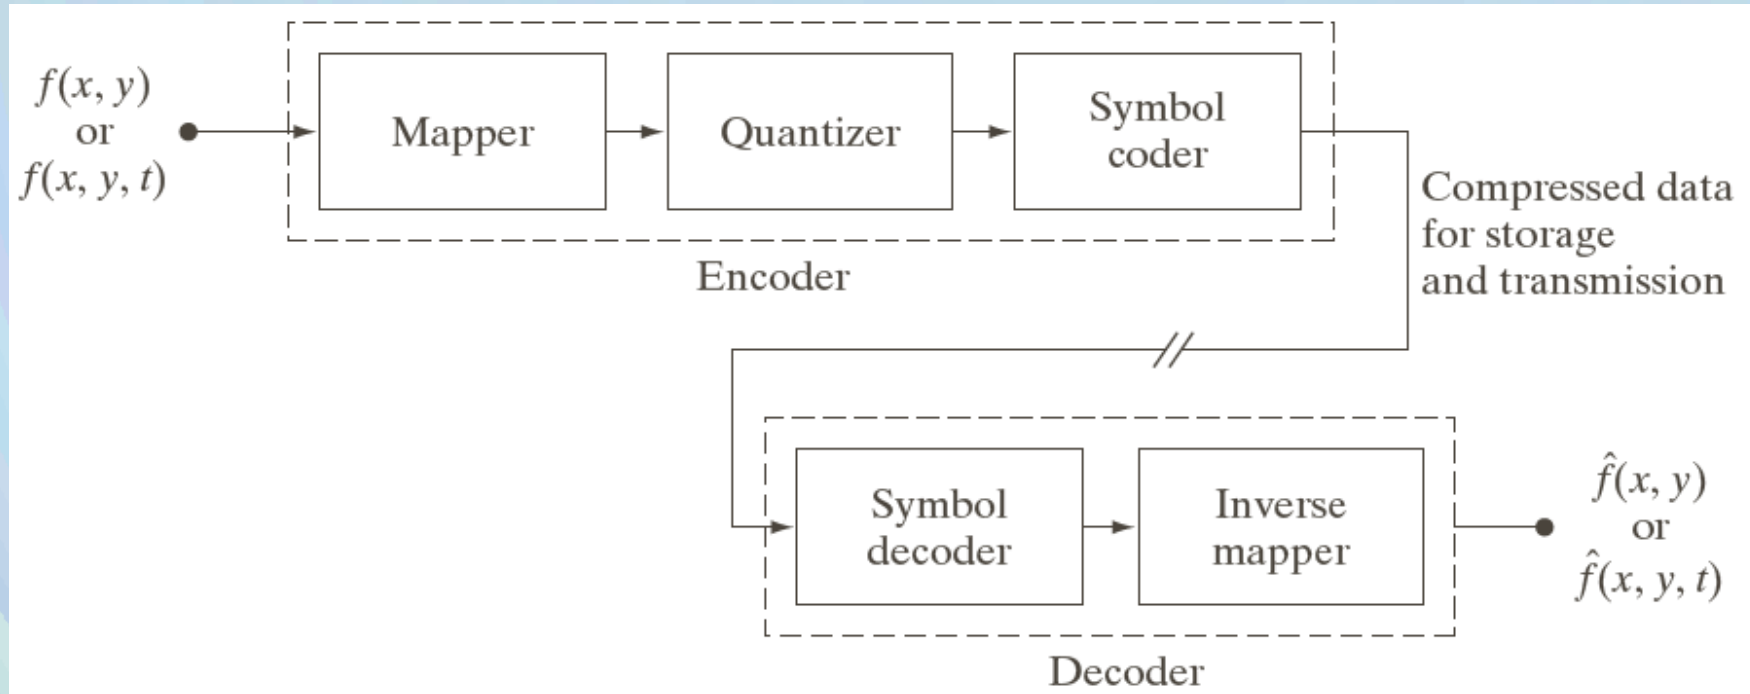 f(x, y)
or
f(x, y, t)
Mapper
Quantizer
Symbol
coder
Encoder
Compressed data
for storage
and transmission
Symbol
decoder
Inverse
mapper
Decoder
f̂(x, y)
or
f̂(x, y, t)